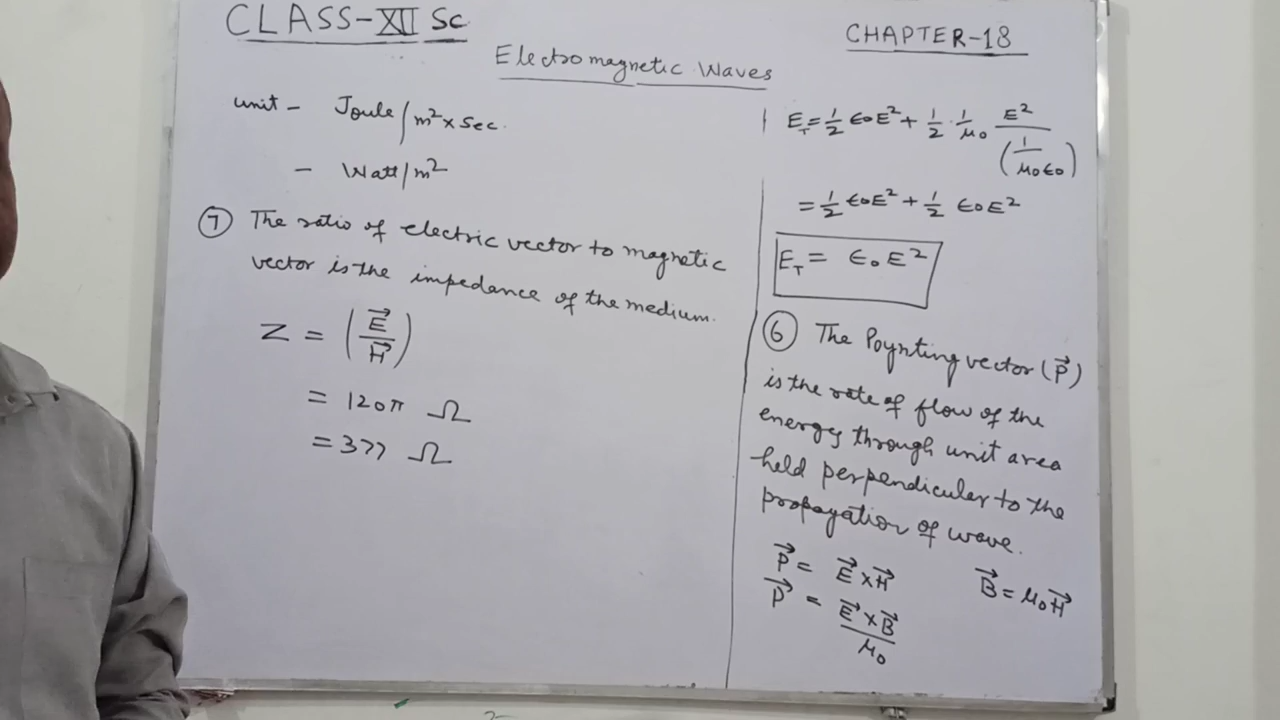 CLASS-XII Sc
CHAPTER-18
Electromagnetic Waves
unit - Joule/m²×Sec.
- Watt/m²
⑦ The ratio of electric vector to magnetic
vector is the impedance of the medium.
Z = (E⃗/H⃗)
= 120π Ω
= 377 Ω
E_T = 1/2 ϵ₀E² + 1/2 · 1/μ₀ E²/(1/μ₀ϵ₀)
= 1/2 ϵ₀E² + 1/2 ϵ₀E²
E_T = ϵ₀E²
⑥ The Poynting vector (P⃗)
is the rate of flow of the
energy through unit area
held perpendicular to the
propagation of wave.
P⃗ = E⃗×H⃗ B⃗ = μ₀H⃗
P⃗ = E⃗×B⃗/μ₀